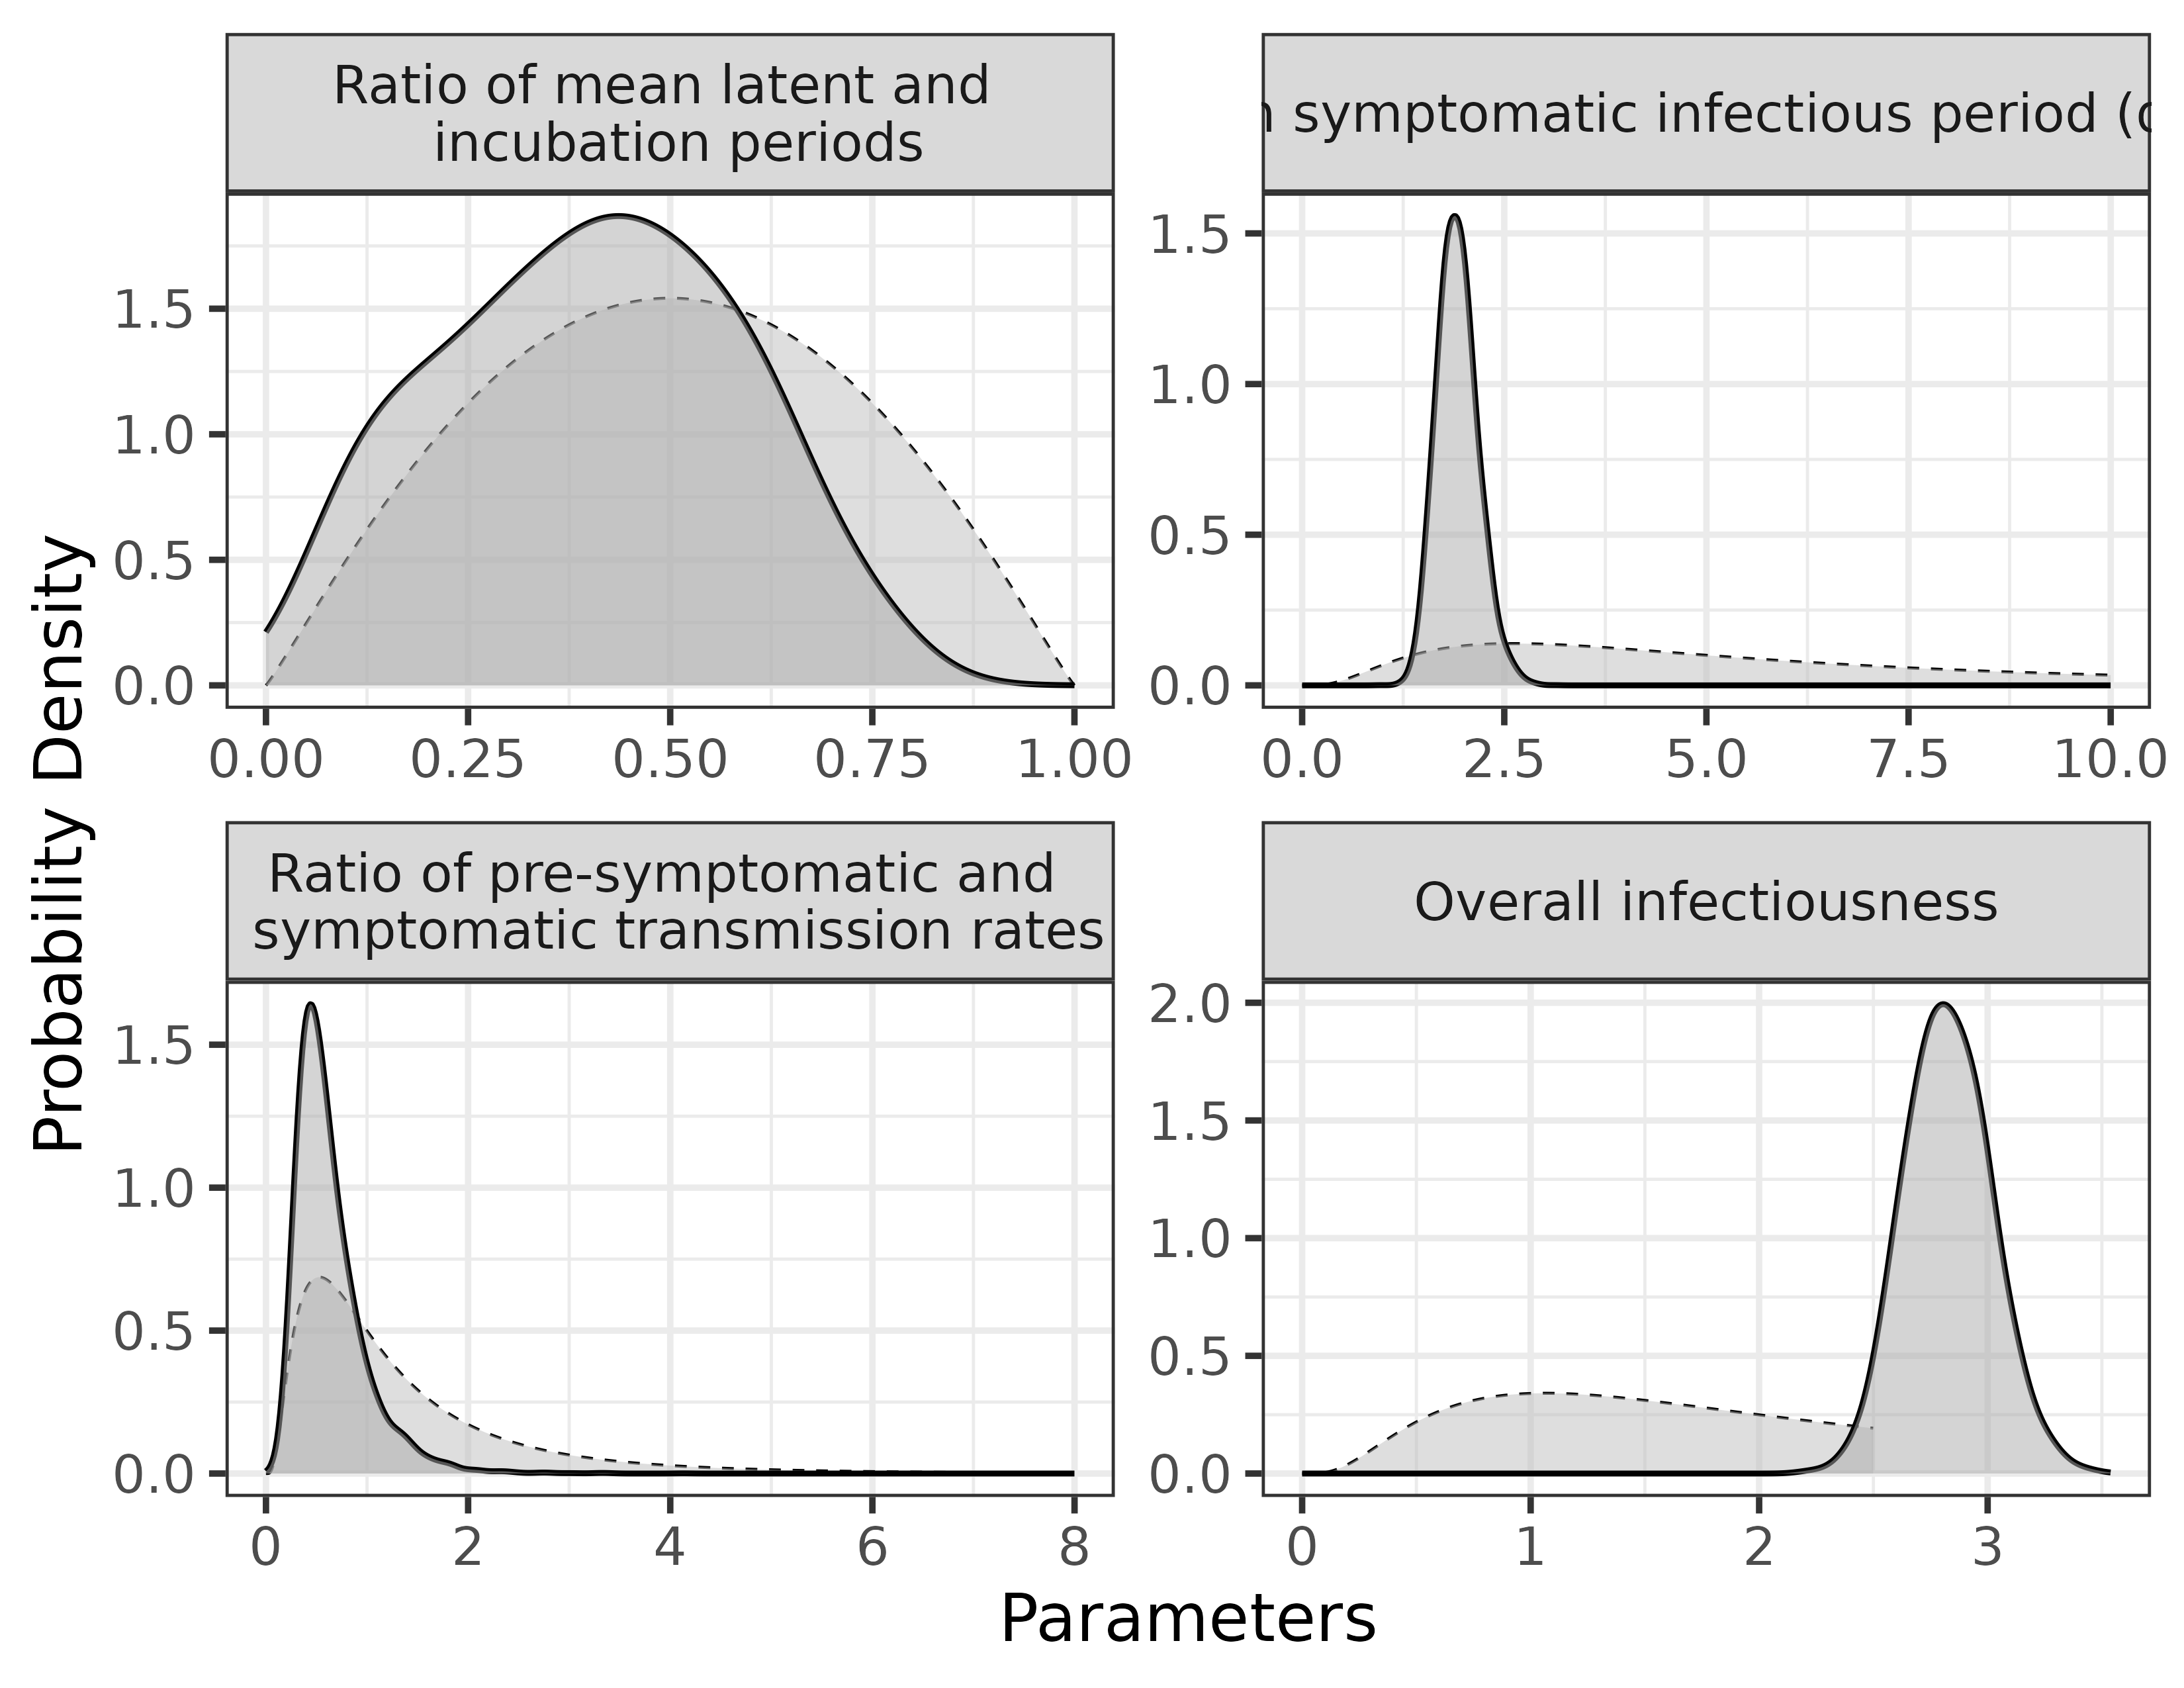 Ratio of mean latent and
incubation periods
symptomatic infectious period
1.5
1.0
0.5
0.0
0.00 0.25 0.50 0.75 1.00
1.5
1.0
0.5
0.0
0.0 2.5 5.0 7.5 10.0
Probability Density
Ratio of pre-symptomatic and
symptomatic transmission rates
Overall infectiousness
1.5
1.0
0.5
0.0
0 2 4 6 8
2.0
1.5
1.0
0.5
0.0
0 1 2 3
Parameters